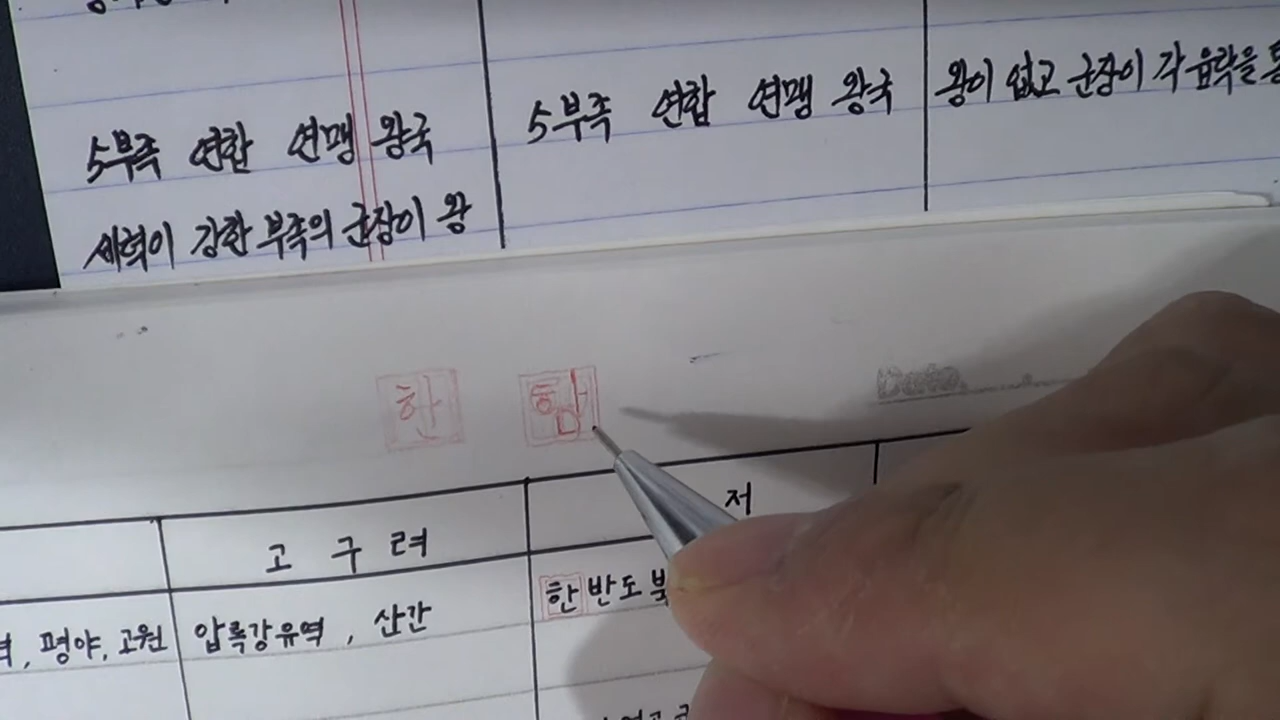 5부족 연합 연맹 왕국
세력이 강한 부족의 군장이 왕
5부족 연합 연맹 왕국
왕이 없고 군장이 각 읍락을
한 합
Date.
고구려
저
평야, 고원
압록강유역, 산간
한반도 북